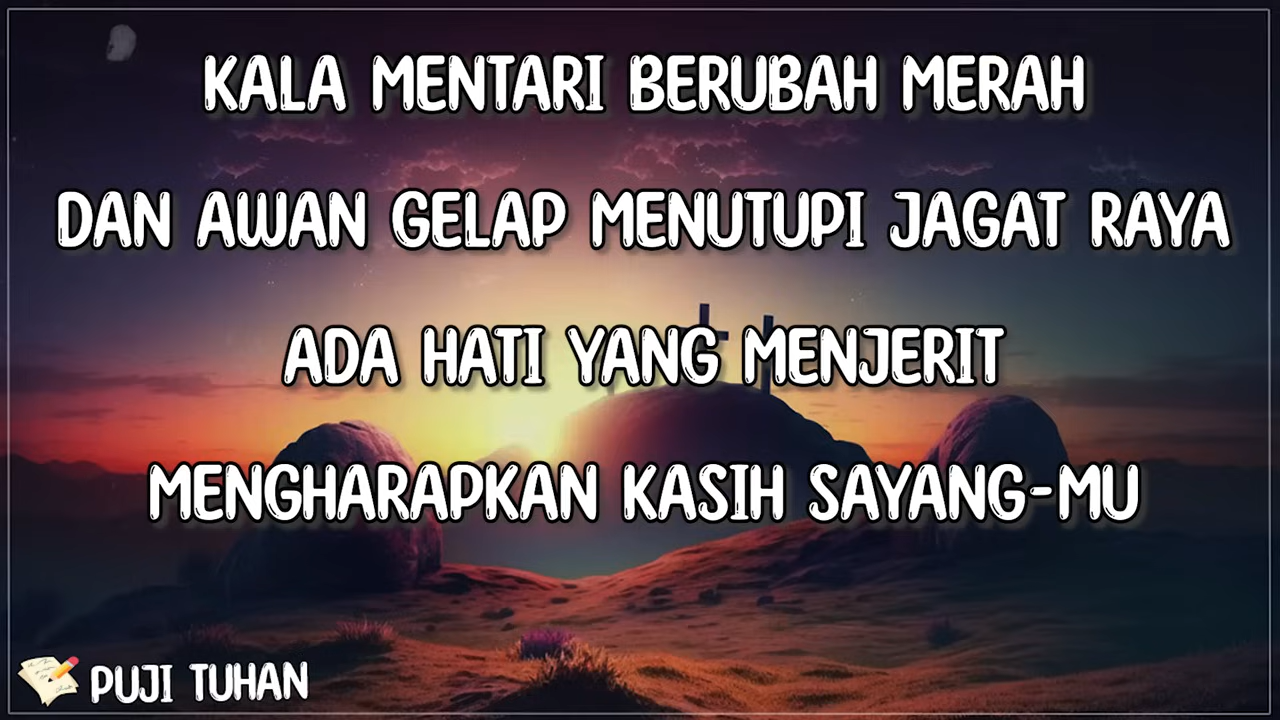 KALA MENTARI BERUBAH MERAH
DAN AWAN GELAP MENUTUPI JAGAT RAYA
ADA HATI YANG MENJERIT
MENGHARAPKAN KASIH SAYANG-MU
PUJI TUHAN